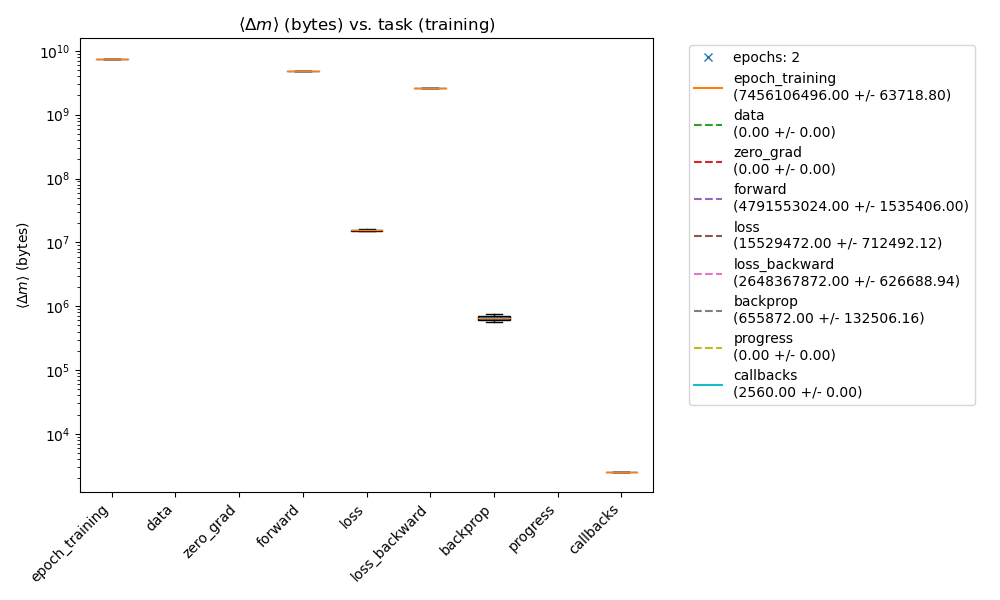 ⟨Δm⟩ (bytes) vs. task (training)
⟨Δm⟩ (bytes)
10^10
10^9
10^8
10^7
10^6
10^5
10^4
epoch_training
data
zero_grad
forward
loss
loss_backward
backprop
progress
callbacks
epochs: 2
epoch_training
(7456106496.00 +/- 63718.80)
data
(0.00 +/- 0.00)
zero_grad
(0.00 +/- 0.00)
forward
(4791553024.00 +/- 1535406.00)
loss
(15529472.00 +/- 712492.12)
loss_backward
(2648367872.00 +/- 626688.94)
backprop
(655872.00 +/- 132506.16)
progress
(0.00 +/- 0.00)
callbacks
(2560.00 +/- 0.00)